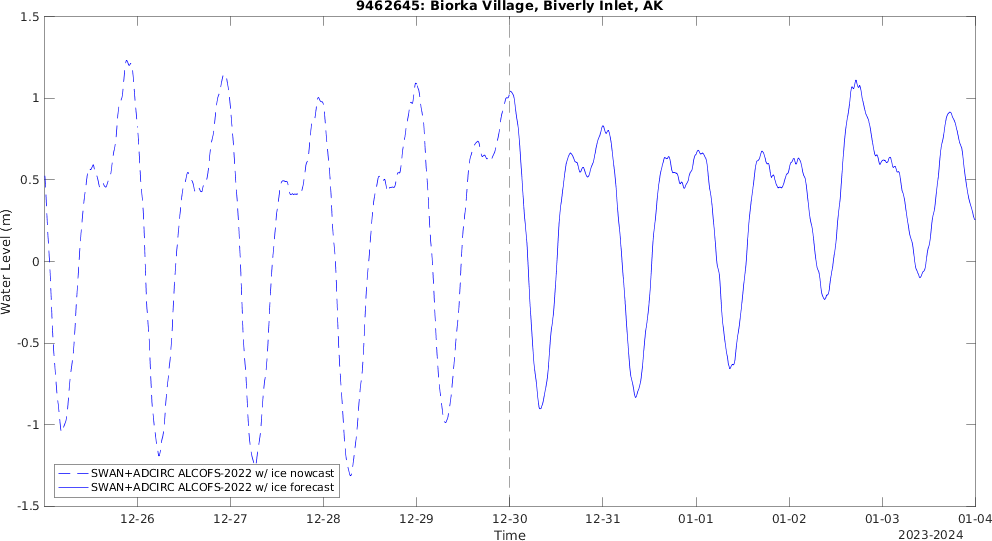 9462645: Biorka Village, Biverly Inlet, AK
1.5
1
0.5
0
-0.5
-1
-1.5
Water Level (m)
SWAN+ADCIRC ALCOFS-2022 w/ ice nowcast
SWAN+ADCIRC ALCOFS-2022 w/ ice forecast
12-26 12-27 12-28 12-29 12-30 12-31 01-01 01-02 01-03 01-04
Time
2023-2024